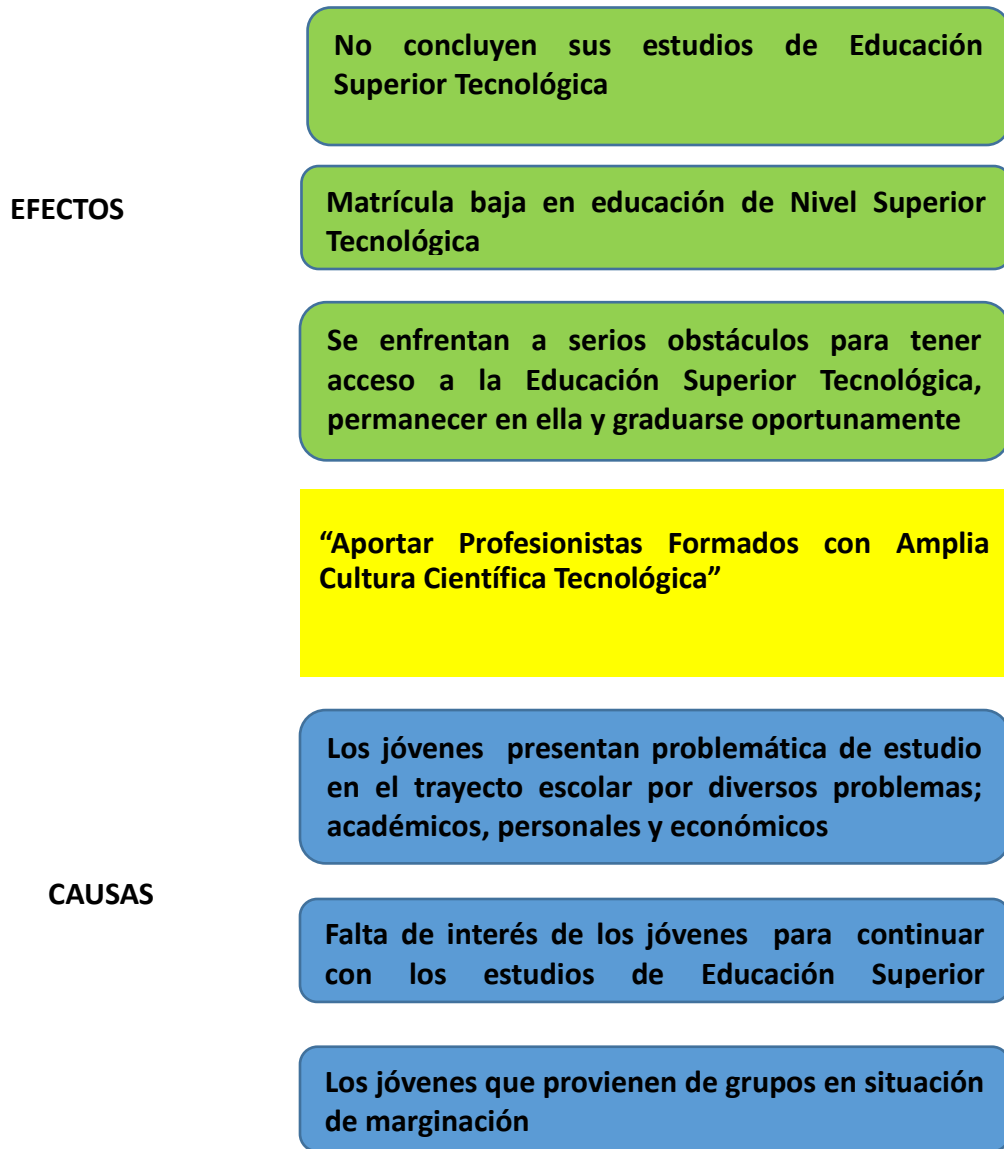 No concluyen sus estudios de Educación
Superior Tecnológica
EFECTOS
Matrícula baja en educación de Nivel Superior
Tecnológica
Se enfrentan a serios obstáculos para tener
acceso a la Educación Superior Tecnológica,
permanecer en ella y graduarse oportunamente
“Aportar Profesionistas Formados con Amplia
Cultura Científica Tecnológica”
Los jóvenes presentan problemática de estudio
en el trayecto escolar por diversos problemas;
académicos, personales y económicos
CAUSAS
Falta de interés de los jóvenes para continuar
con los estudios de Educación Superior
Los jóvenes que provienen de grupos en situación
de marginación